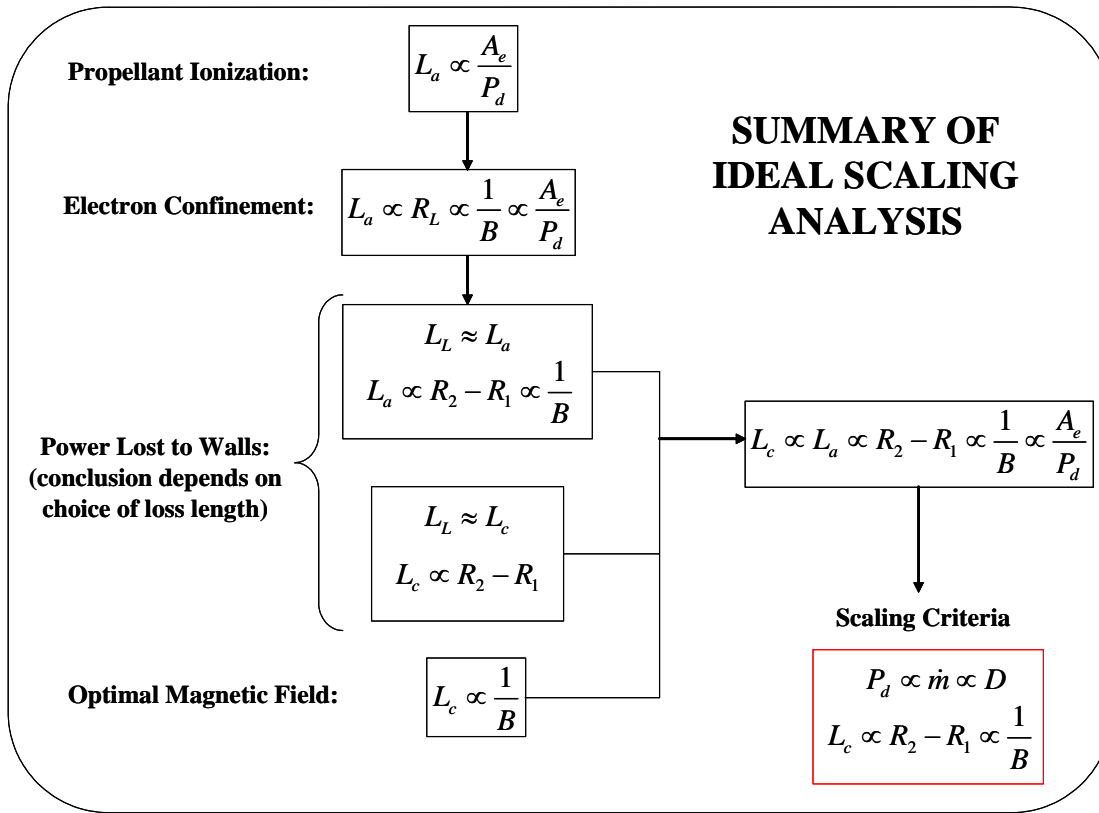 SUMMARY OF
IDEAL SCALING
ANALYSIS
Propellant Ionization:
L_a ∝ A_e / P_d
Electron Confinement:
L_a ∝ R_L ∝ 1/B ∝ A_e / P_d
Power Lost to Walls:
(conclusion depends on
choice of loss length)
L_L ≈ L_a
L_a ∝ R_2 − R_1 ∝ 1/B
L_L ≈ L_c
L_c ∝ R_2 − R_1
Optimal Magnetic Field:
L_c ∝ 1/B
L_c ∝ L_a ∝ R_2 − R_1 ∝ 1/B ∝ A_e / P_d
Scaling Criteria
P_d ∝ ṁ ∝ D
L_c ∝ R_2 − R_1 ∝ 1/B